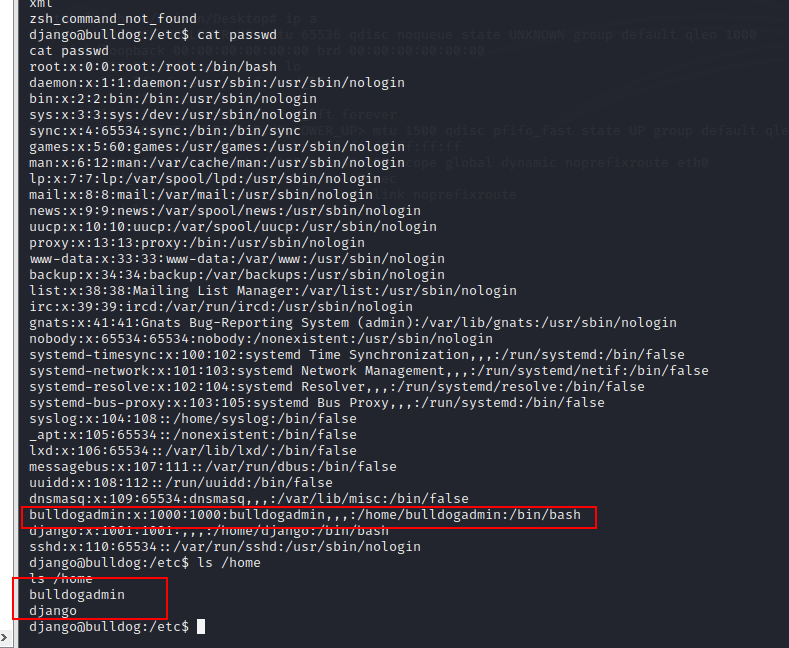 xml
zsh_command_not_found
django@bulldog:/etc$ cat passwd
cat passwd
root:x:0:0:root:/root:/bin/bash
daemon:x:1:1:daemon:/usr/sbin:/usr/sbin/nologin
bin:x:2:2:bin:/bin:/usr/sbin/nologin
sys:x:3:3:sys:/dev:/usr/sbin/nologin
sync:x:4:65534:sync:/bin:/bin/sync
games:x:5:60:games:/usr/games:/usr/sbin/nologin
man:x:6:12:man:/var/cache/man:/usr/sbin/nologin
lp:x:7:7:lp:/var/spool/lpd:/usr/sbin/nologin
mail:x:8:8:mail:/var/mail:/usr/sbin/nologin
news:x:9:9:news:/var/spool/news:/usr/sbin/nologin
uucp:x:10:10:uucp:/var/spool/uucp:/usr/sbin/nologin
proxy:x:13:13:proxy:/bin:/usr/sbin/nologin
www-data:x:33:33:www-data:/var/www:/usr/sbin/nologin
backup:x:34:34:backup:/var/backups:/usr/sbin/nologin
list:x:38:38:Mailing List Manager:/var/list:/usr/sbin/nologin
irc:x:39:39:ircd:/var/run/ircd:/usr/sbin/nologin
gnats:x:41:41:Gnats Bug-Reporting System (admin):/var/lib/gnats:/usr/sbin/nologin
nobody:x:65534:65534:nobody:/nonexistent:/usr/sbin/nologin
systemd-timesync:x:100:102:systemd Time Synchronization,,,:/run/systemd:/bin/false
systemd-network:x:101:103:systemd Network Management,,,:/run/systemd/netif:/bin/false
systemd-resolve:x:102:104:systemd Resolver,,,:/run/systemd/resolve:/bin/false
systemd-bus-proxy:x:103:105:systemd Bus Proxy,,,:/run/systemd:/bin/false
syslog:x:104:108::/home/syslog:/bin/false
_apt:x:105:65534::/nonexistent:/bin/false
lxd:x:106:65534::/var/lib/lxd/:/bin/false
messagebus:x:107:111::/var/run/dbus:/bin/false
uuidd:x:108:112::/run/uuidd:/bin/false
dnsmasq:x:109:65534:dnsmasq,,,:/var/lib/misc:/bin/false
bulldogadmin:x:1000:1000:bulldogadmin,,,:/home/bulldogadmin:/bin/bash
django:x:1001:1001:,,,:/home/django:/bin/bash
sshd:x:110:65534::/var/run/sshd:/usr/sbin/nologin
django@bulldog:/etc$ ls /home
ls /home
bulldogadmin
django
django@bulldog:/etc$